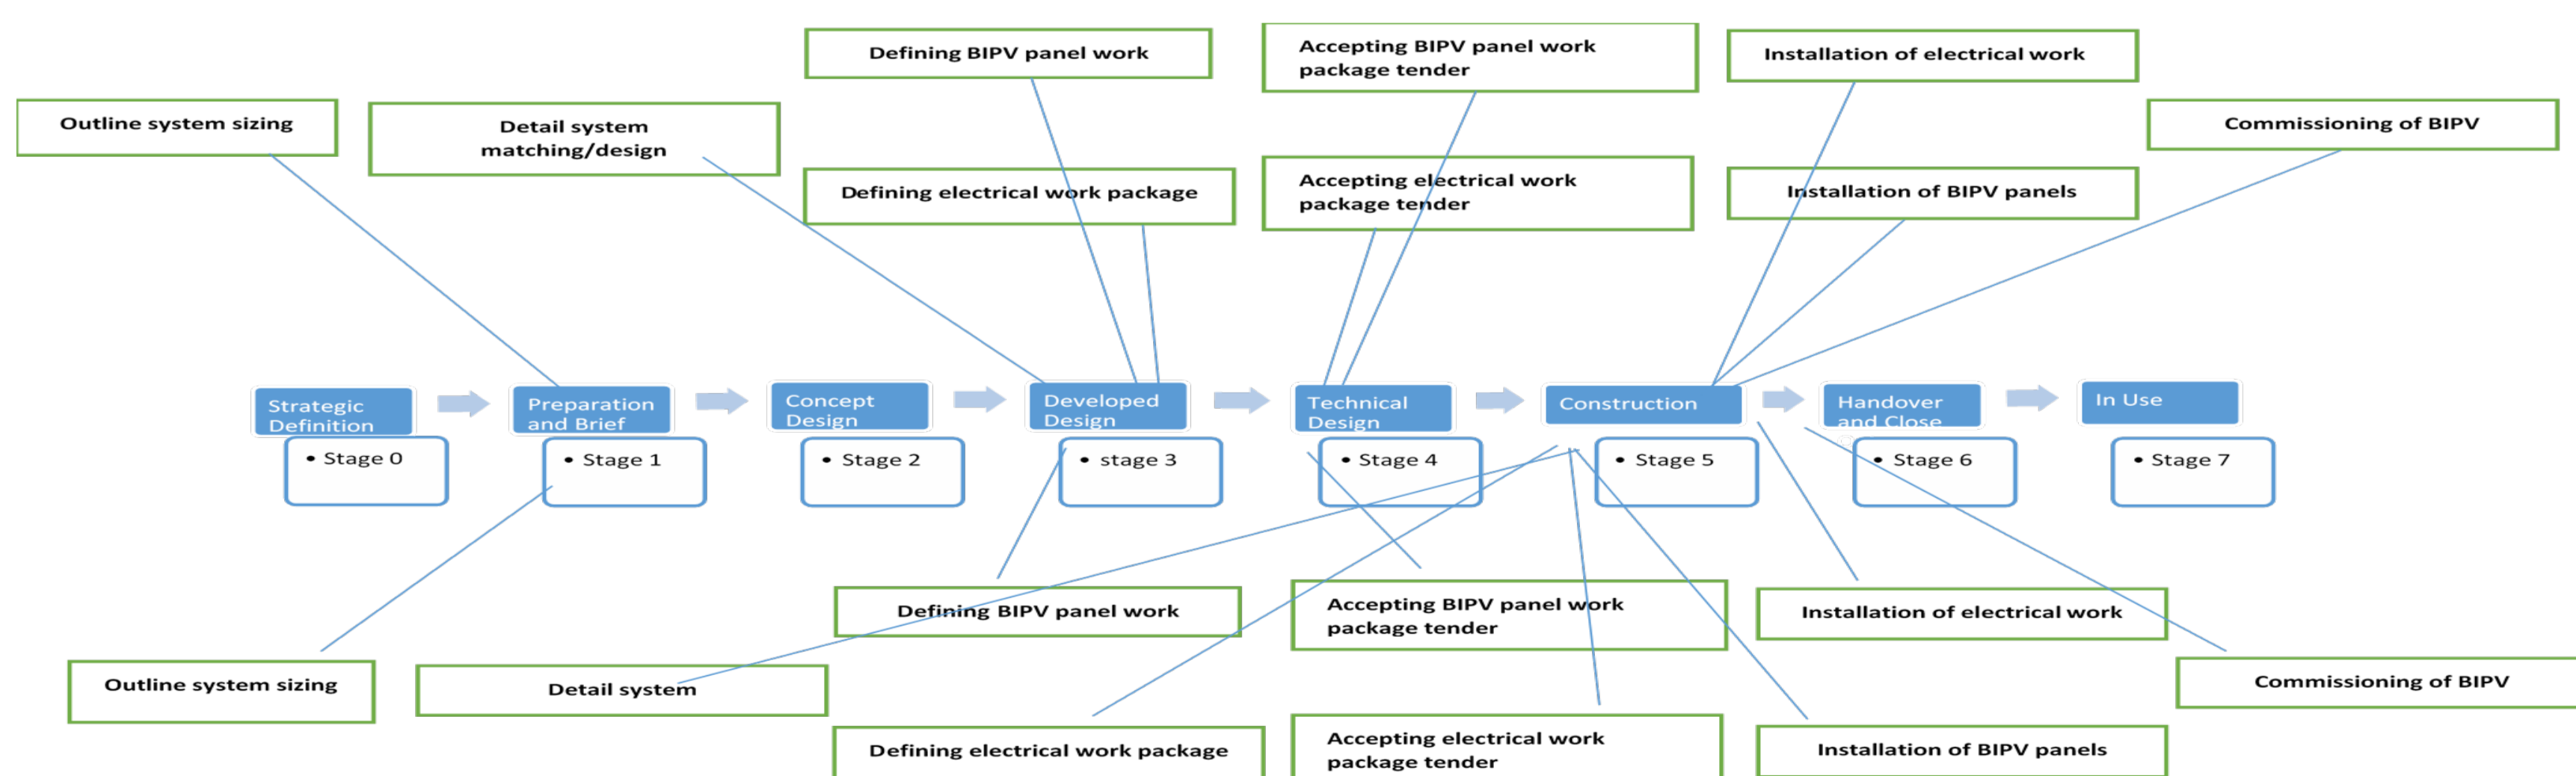 Defining BIPV panel work
Accepting BIPV panel work
package tender
Installation of electrical work
Outline system sizing
Detail system
matching/design
Commissioning of BIPV
Defining electrical work package
Accepting electrical work
package tender
Installation of BIPV panels
Strategic
Definition
Preparation
and Brief
Concept
Design
Developed
Design
Technical
Design
Construction
Handover
and Close
In Use
• Stage 0
• Stage 1
• Stage 2
• stage 3
• Stage 4
• Stage 5
• Stage 6
• Stage 7
Defining BIPV panel work
Accepting BIPV panel work
package tender
Installation of electrical work
Outline system sizing
Detail system
Commissioning of BIPV
Defining electrical work package
Accepting electrical work
package tender
Installation of BIPV panels